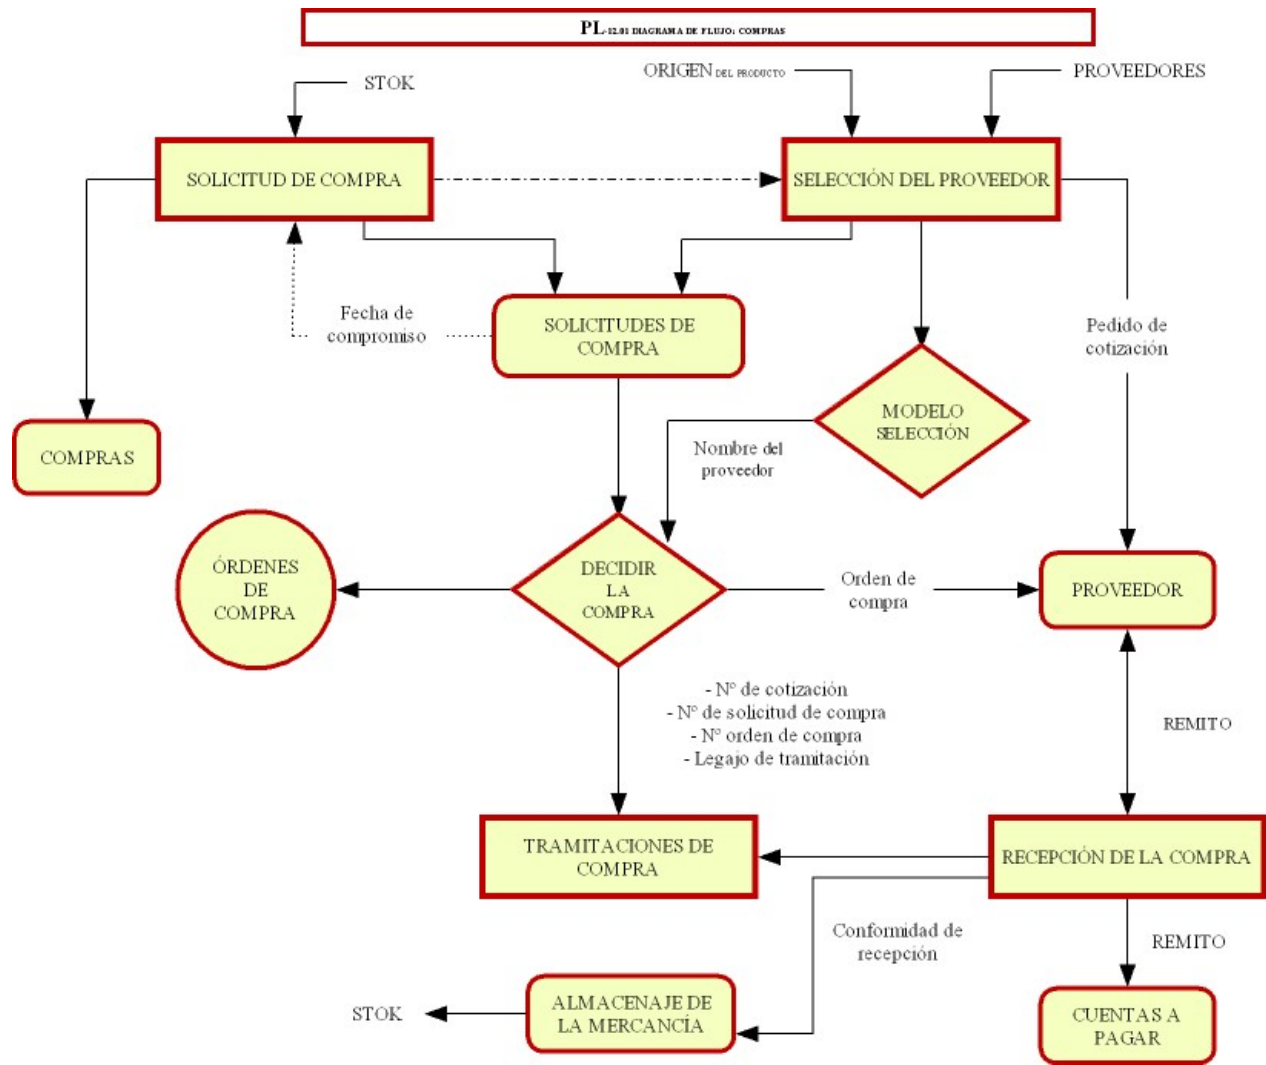 PL-12.01 DIAGRAMA DE FLUJO: COMPRAS
STOK
ORIGEN DEL PRODUCTO
PROVEEDORES
SOLICITUD DE COMPRA
SELECCIÓN DEL PROVEEDOR
Fecha de
compromiso
SOLICITUDES DE
COMPRA
Pedido de
cotización
MODELO
SELECCIÓN
Nombre del
proveedor
COMPRAS
ÓRDENES
DE
COMPRA
DECIDIR
LA
COMPRA
Orden de
compra
PROVEEDOR
- Nº de cotización
- Nº de solicitud de compra
- Nº orden de compra
- Legajo de tramitación
REMITO
TRAMITACIONES DE
COMPRA
RECEPCIÓN DE LA COMPRA
Conformidad de
recepción
REMITO
STOK
ALMACENAJE DE
LA MERCANCÍA
CUENTAS A
PAGAR